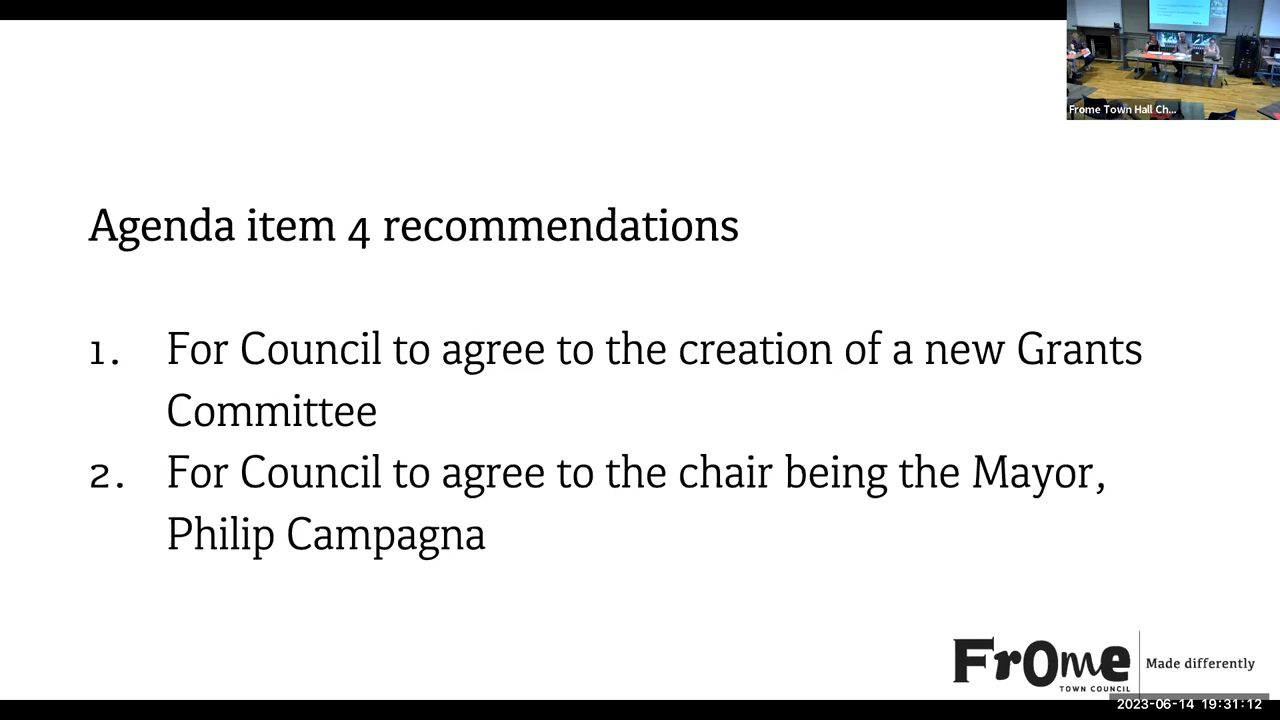 Frome Town Hall Ch...
Agenda item 4 recommendations
1. For Council to agree to the creation of a new Grants
Committee
2. For Council to agree to the chair being the Mayor,
Philip Campagna
Frome
TOWN COUNCIL
Made differently
2023-06-14 19:31:12